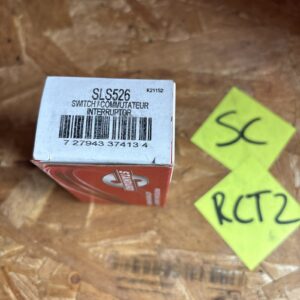 SLS526
K21152
SWITCH / COMMUTATEUR
INTERRUPTOR
7 27943 37413 4
SC
RCT2